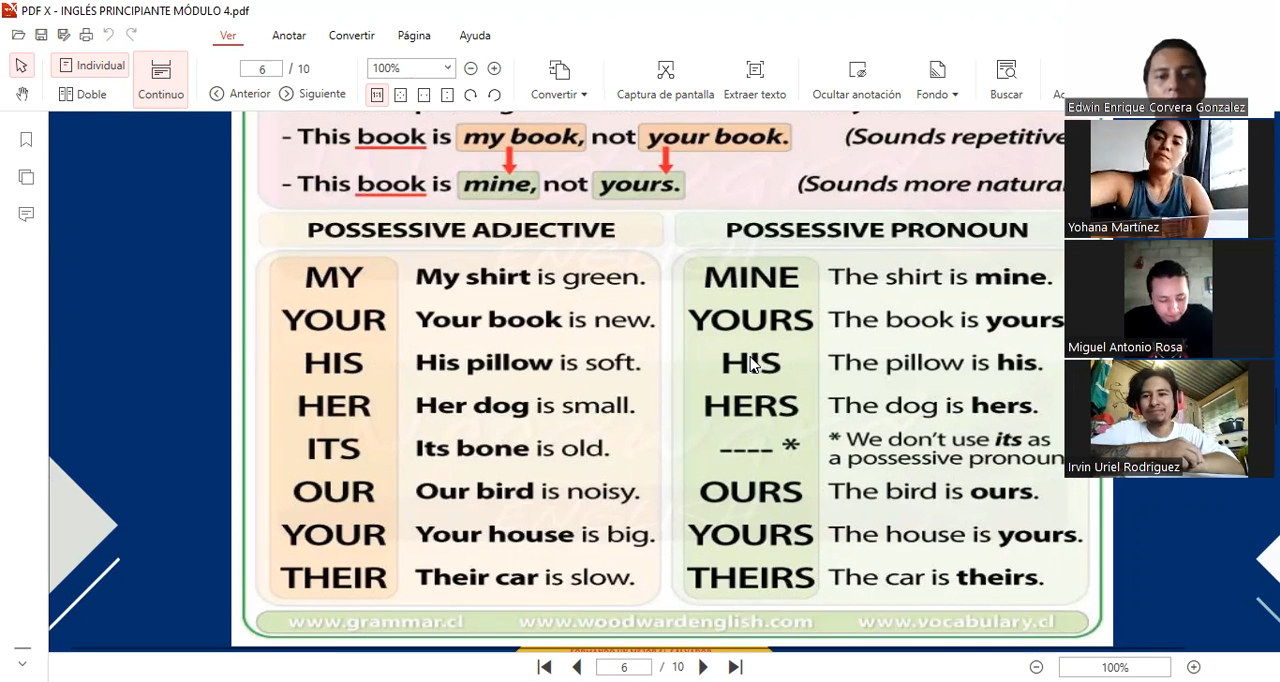 PDF X - INGLÉS PRINCIPIANTE MÓDULO 4.pdf
Ver Anotar Convertir Página Ayuda
Individual
Doble
Continuo
6 / 10
Anterior Siguiente
100%
Convertir
Captura de pantalla
Extraer texto
Ocultar anotación
Fondo
Buscar
- This book is my book, not your book. (Sounds repetitive
- This book is mine, not yours. (Sounds more natura
POSSESSIVE ADJECTIVE POSSESSIVE PRONOUN
MY My shirt is green. MINE The shirt is mine.
YOUR Your book is new. YOURS The book is yours
HIS His pillow is soft. HIS The pillow is his.
HER Her dog is small. HERS The dog is hers.
ITS Its bone is old. ---- * * We don't use its as
a possessive pronoun
OUR Our bird is noisy. OURS The bird is ours.
YOUR Your house is big. YOURS The house is yours.
THEIR Their car is slow. THEIRS The car is theirs.
www.grammar.cl www.woodwardenglish.com www.vocabulary.cl
6 / 10
100%
Edwin Enrique Corvera Gonzalez
Yohana Martínez
Miguel Antonio Rosa
Irvin Uriel Rodriguez